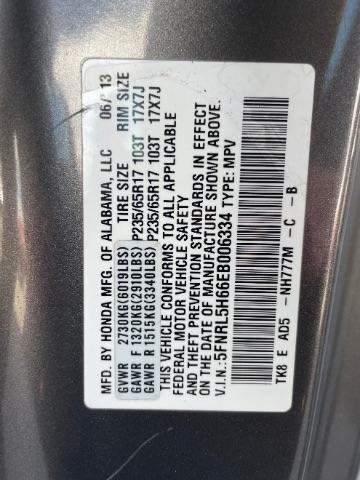 MFG. BY HONDA MFG. OF ALABAMA, LLC 06/13
GVWR 2730KG(6019LBS) TIRE SIZE RIM SIZE
GAWR F 1320KG(2910LBS) P235/65R17 103T 17X7J
GAWR R 1515KG(3340LBS) P235/65R17 103T 17X7J
THIS VEHICLE CONFORMS TO ALL APPLICABLE
FEDERAL MOTOR VEHICLE SAFETY
AND THEFT PREVENTION STANDARDS IN EFFECT
ON THE DATE OF MANUFACTURE SHOWN ABOVE.
V.I.N.: 5FNRL5H66EB006334 TYPE: MPV
TK8 E AD5 -NH777M -C -B